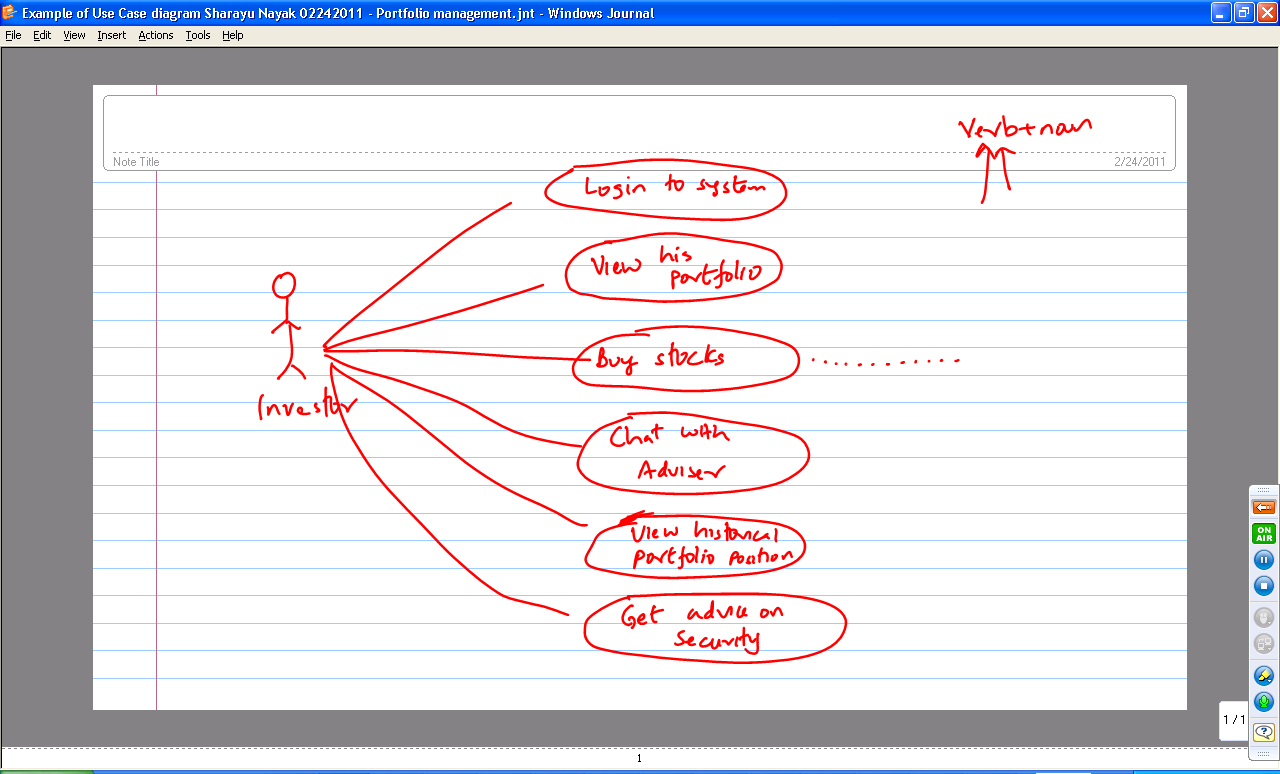 Example of Use Case diagram Sharayu Nayak 02242011 - Portfolio management.jnt - Windows Journal
File Edit View Insert Actions Tools Help
Verb+noun
Note Title
2/24/2011
Login to system
View his
portfolio
Buy stocks
Investor
Chat with
Adviser
View historical
portfolio position
Get advice on
security
ON
AIR
1 / 1
1